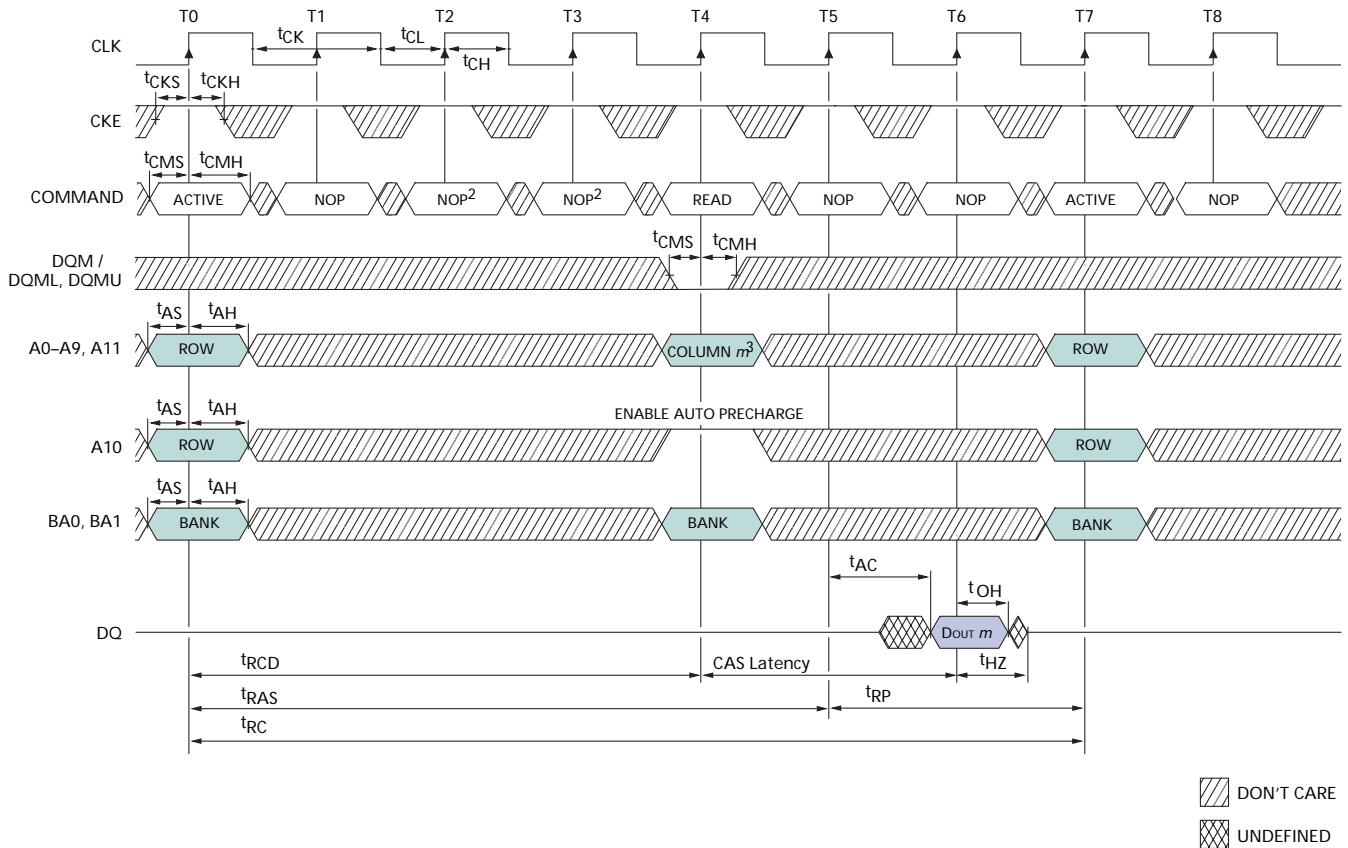 T0 T1 T2 T3 T4 T5 T6 T7 T8
CLK
tCK tCL
tCH
tCKS tCKH
CKE
tCMS tCMH
COMMAND ACTIVE NOP NOP2 NOP2 READ NOP NOP ACTIVE NOP
tCMS tCMH
DQM /
DQML, DQMU
tAS tAH
A0–A9, A11 ROW COLUMN m3 ROW
ENABLE AUTO PRECHARGE
tAS tAH
A10 ROW ROW
tAS tAH
BA0, BA1 BANK BANK BANK
tAC
tOH
DQ DOUT m
tRCD CAS Latency tHZ
tRAS tRP
tRC
DON'T CARE
UNDEFINED